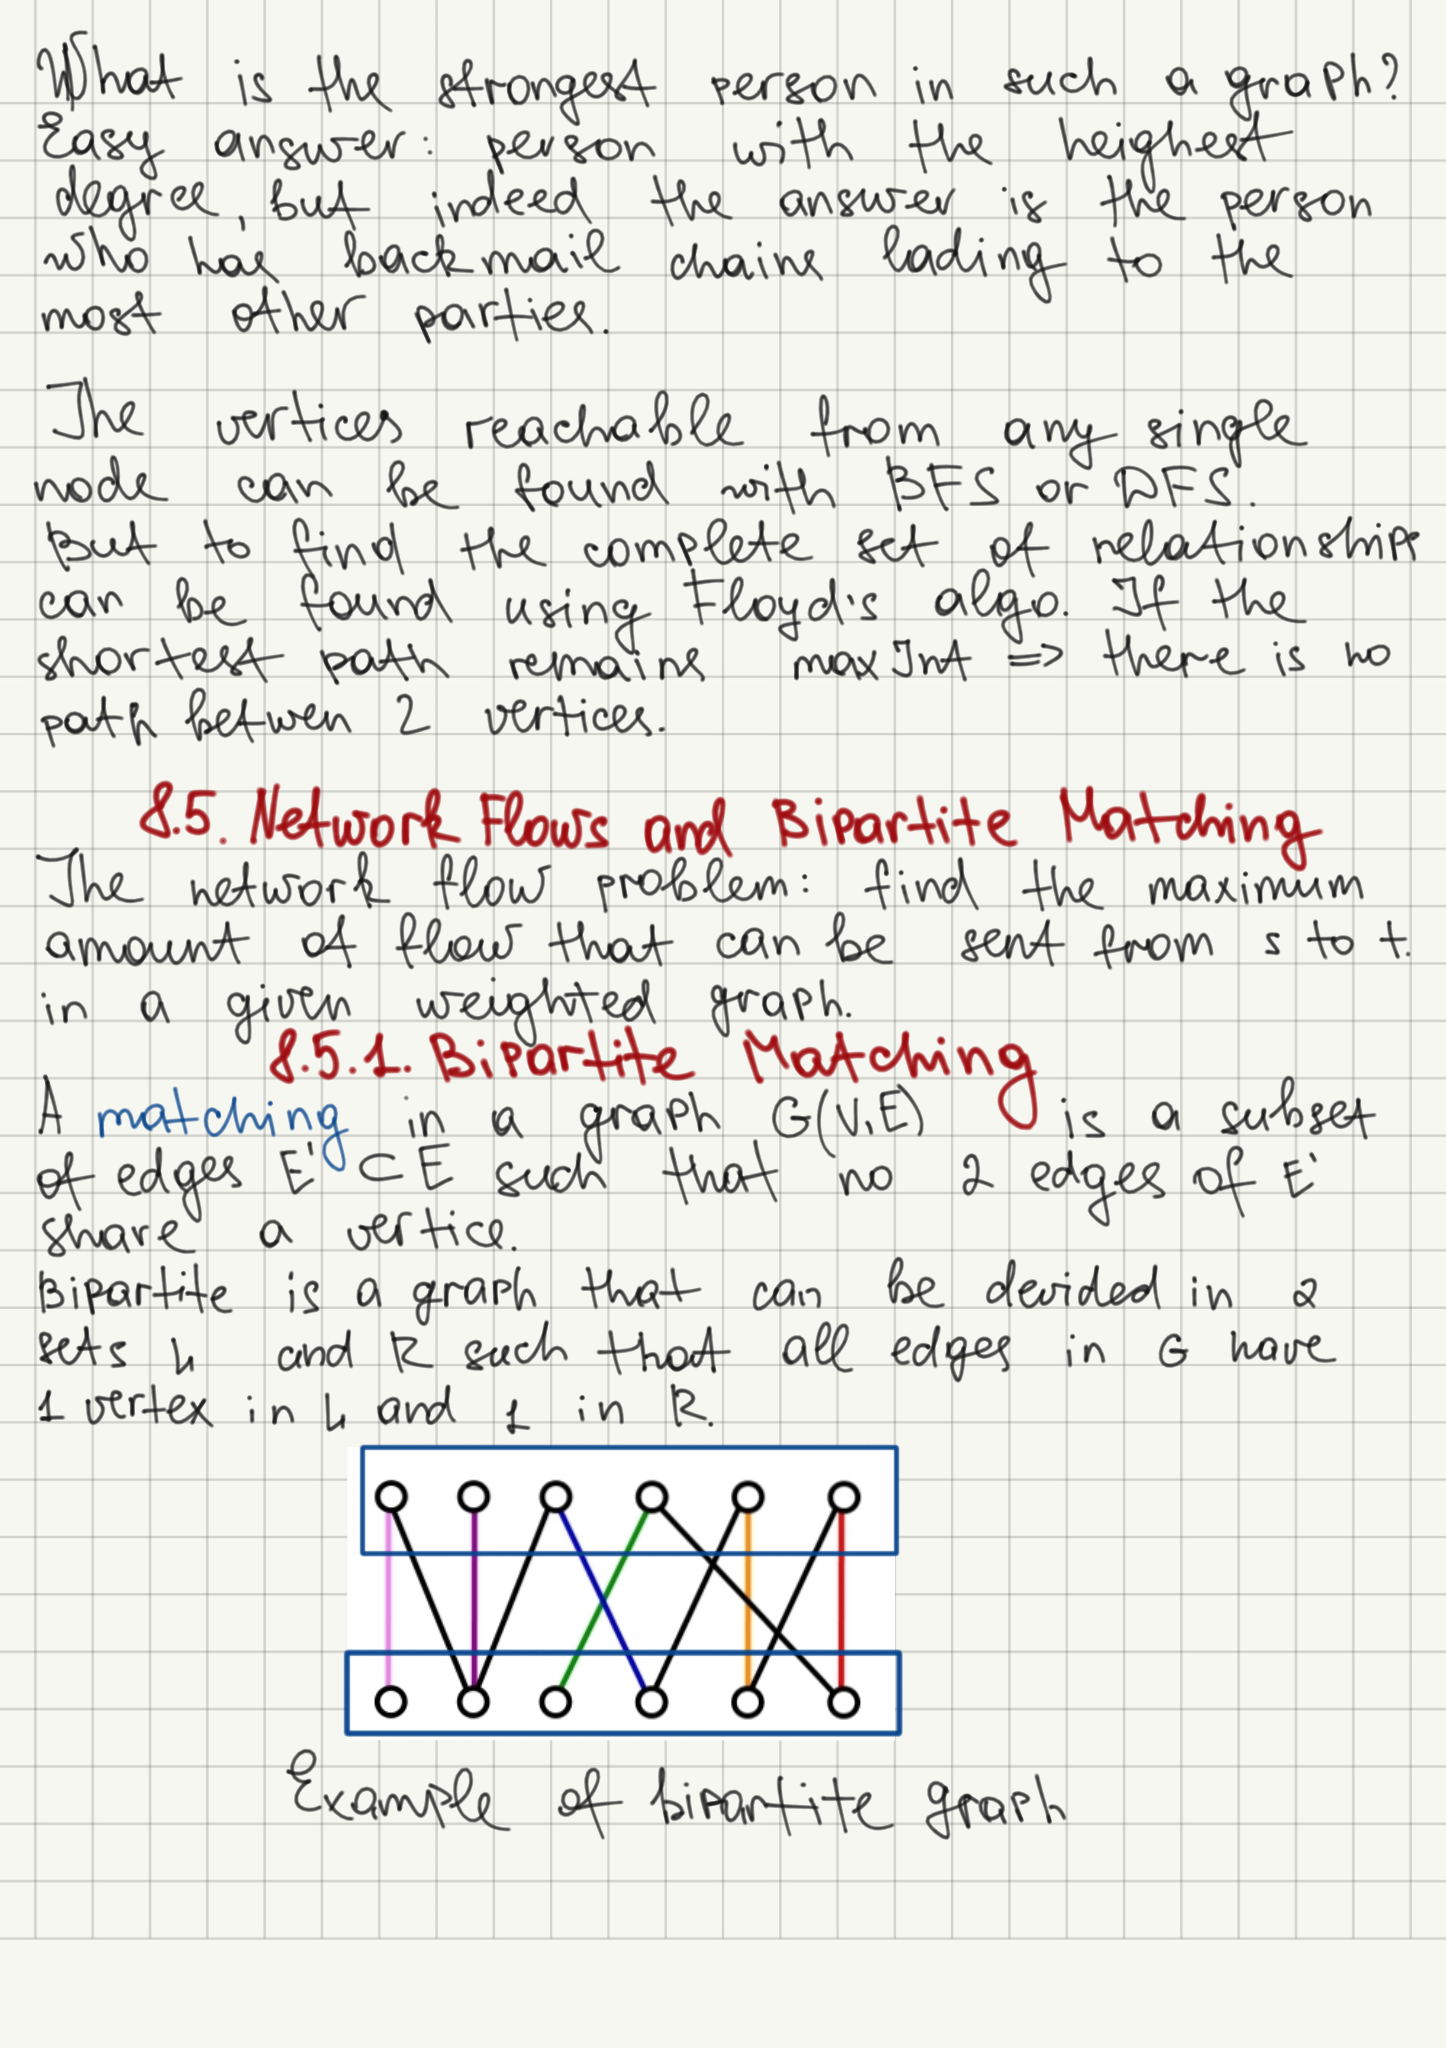 What is the strongest person in such a graph?
Easy answer: person with the heighest
degree, but indeed the answer is the person
who has backmail chains lading to the
most other parties.
The vertices reachable from any single
node can be found with BFS or DFS.
But to find the complete set of relationships
can be found using Floyd's algo. If the
shortest path remains maxInt => there is no
path betwen 2 vertices.
8.5. Network Flows and Bipartite Matching
The network flow problem: find the maximum
amount of flow that can be sent from s to t.
in a given weighted graph.
8.5.1. Bipartite Matching
A matching in a graph G(V,E) is a subset
of edges E' ⊂ E such that no 2 edges of E'
share a vertice.
Bipartite is a graph that can be devided in 2
sets L and R such that all edges in G have
1 vertex in L and 1 in R.
Example of bipartite graph